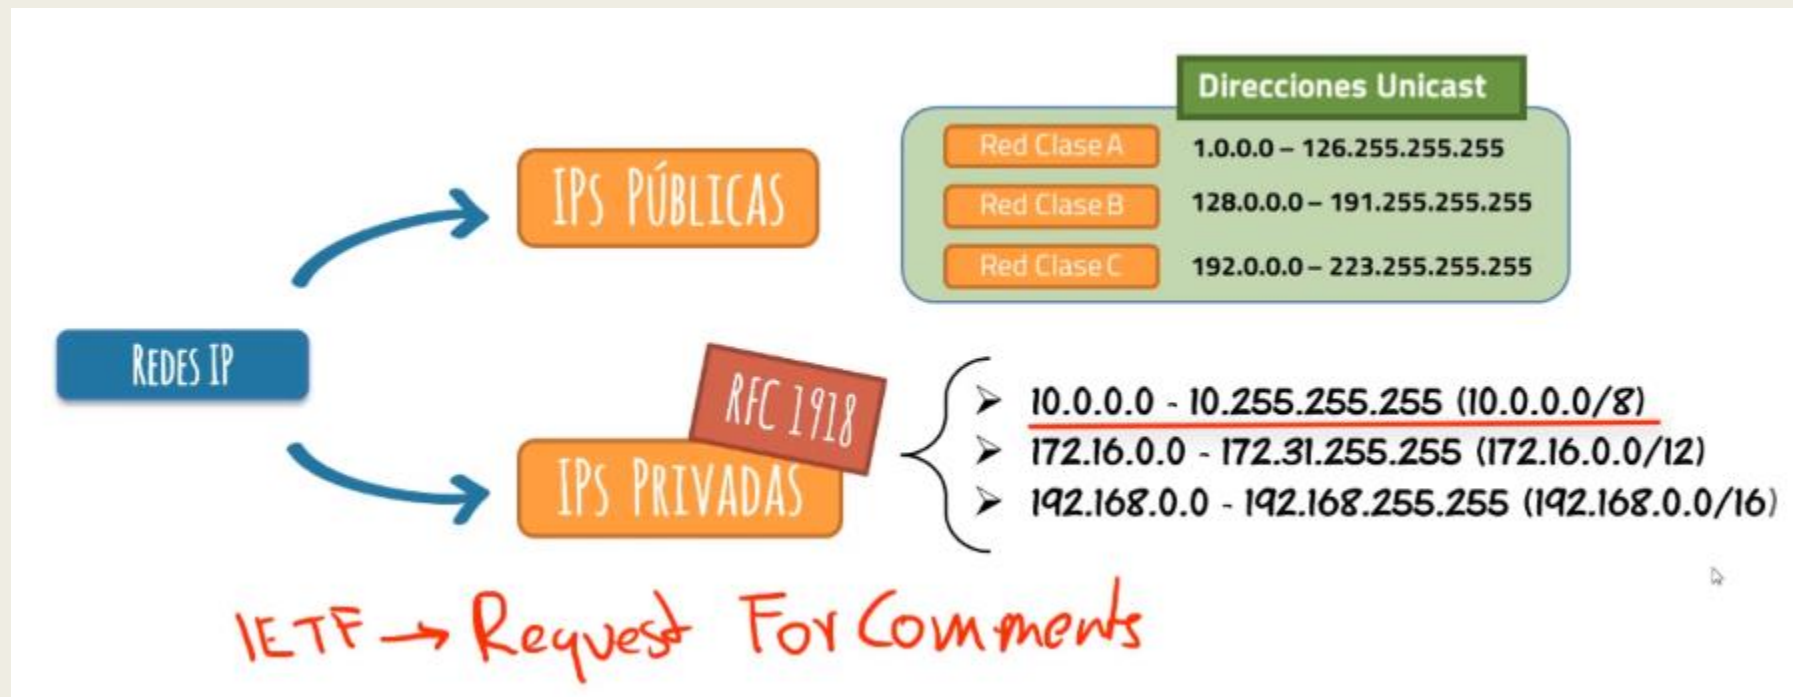 Direcciones Unicast
Red Clase A 1.0.0.0 – 126.255.255.255
IPs PÚBLICAS
Red Clase B 128.0.0.0 – 191.255.255.255
Red Clase C 192.0.0.0 – 223.255.255.255
REDES IP
RFC 1918
IPs PRIVADAS
10.0.0.0 - 10.255.255.255 (10.0.0.0/8)
172.16.0.0 - 172.31.255.255 (172.16.0.0/12)
192.168.0.0 - 192.168.255.255 (192.168.0.0/16)
IETF → Request For Comments